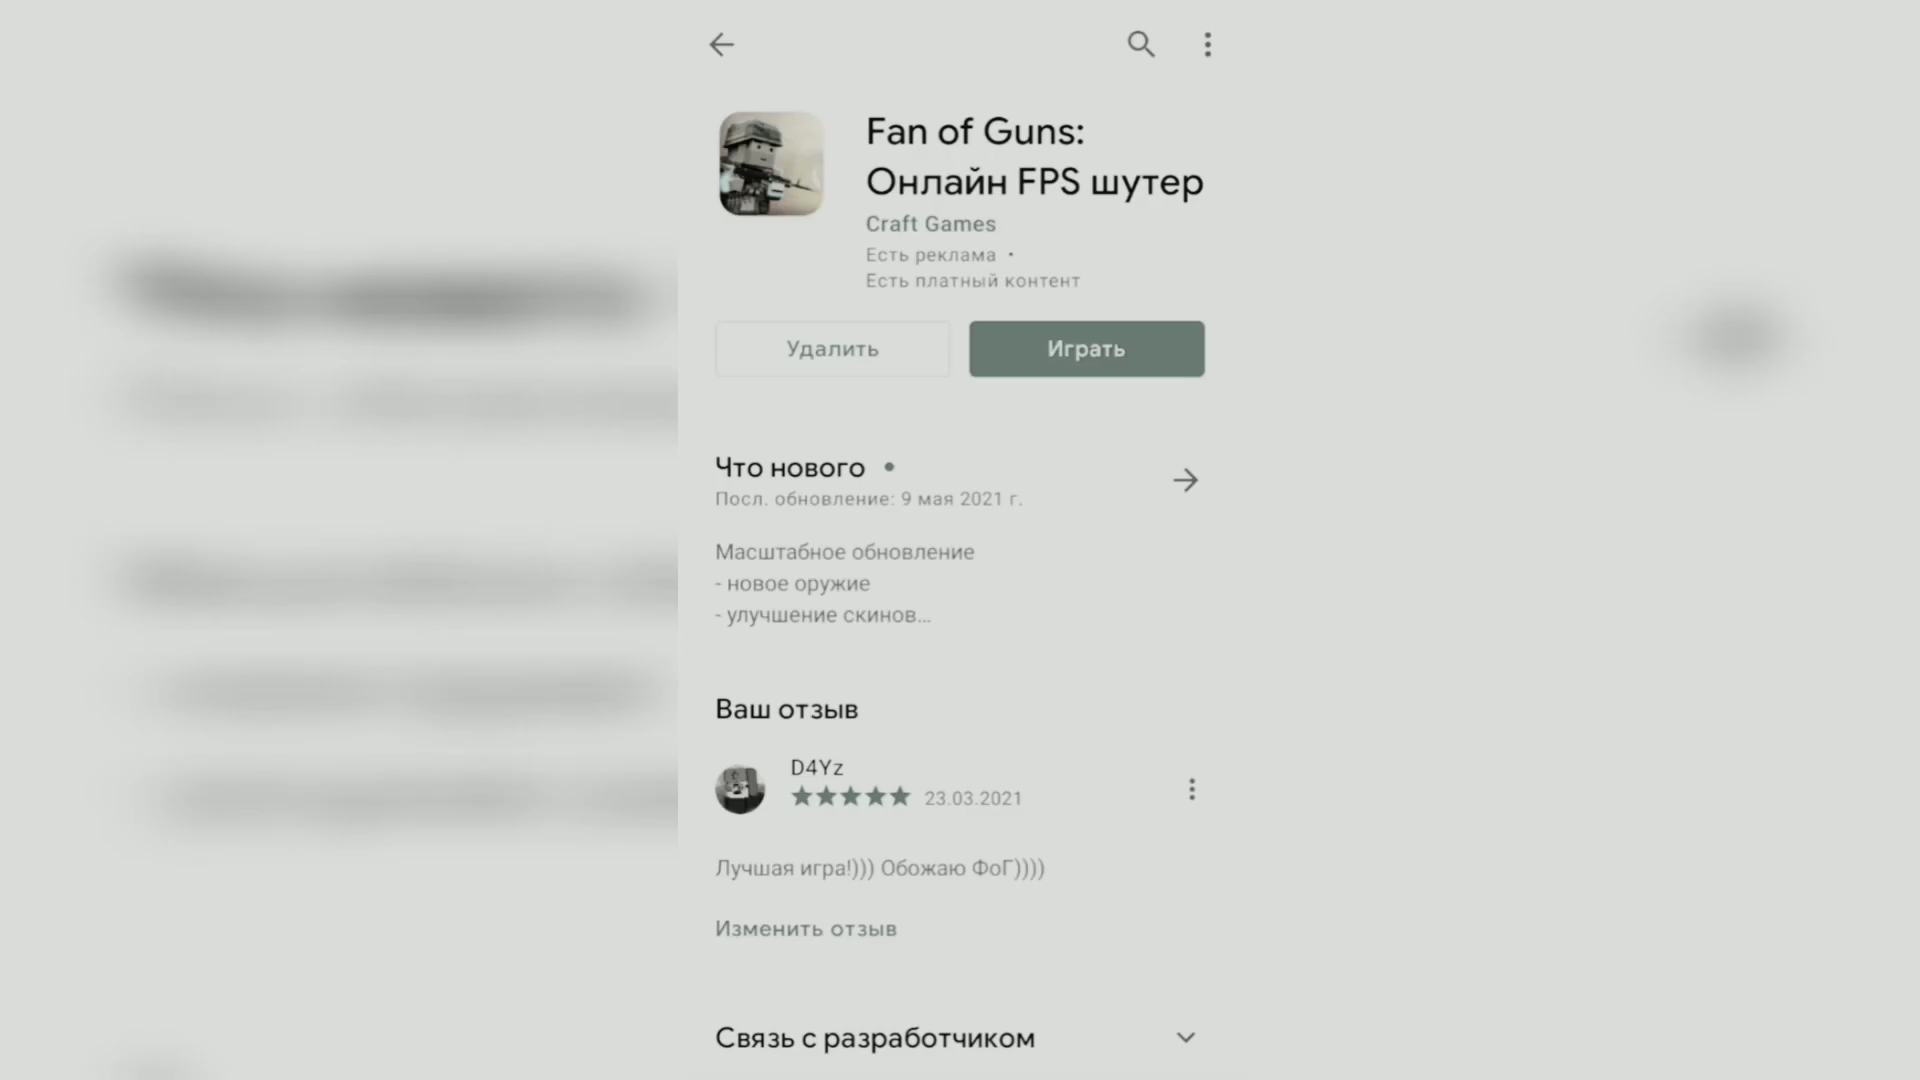 Fan of Guns:
Онлайн FPS шутер
Craft Games
Есть реклама •
Есть платный контент
Удалить
Играть
Что нового •
Посл. обновление: 9 мая 2021 г.
Масштабное обновление
- новое оружие
- улучшение скинов...
Ваш отзыв
D4Yz
23.03.2021
Лучшая игра!))) Обожаю ФоГ))))
Изменить отзыв
Связь с разработчиком